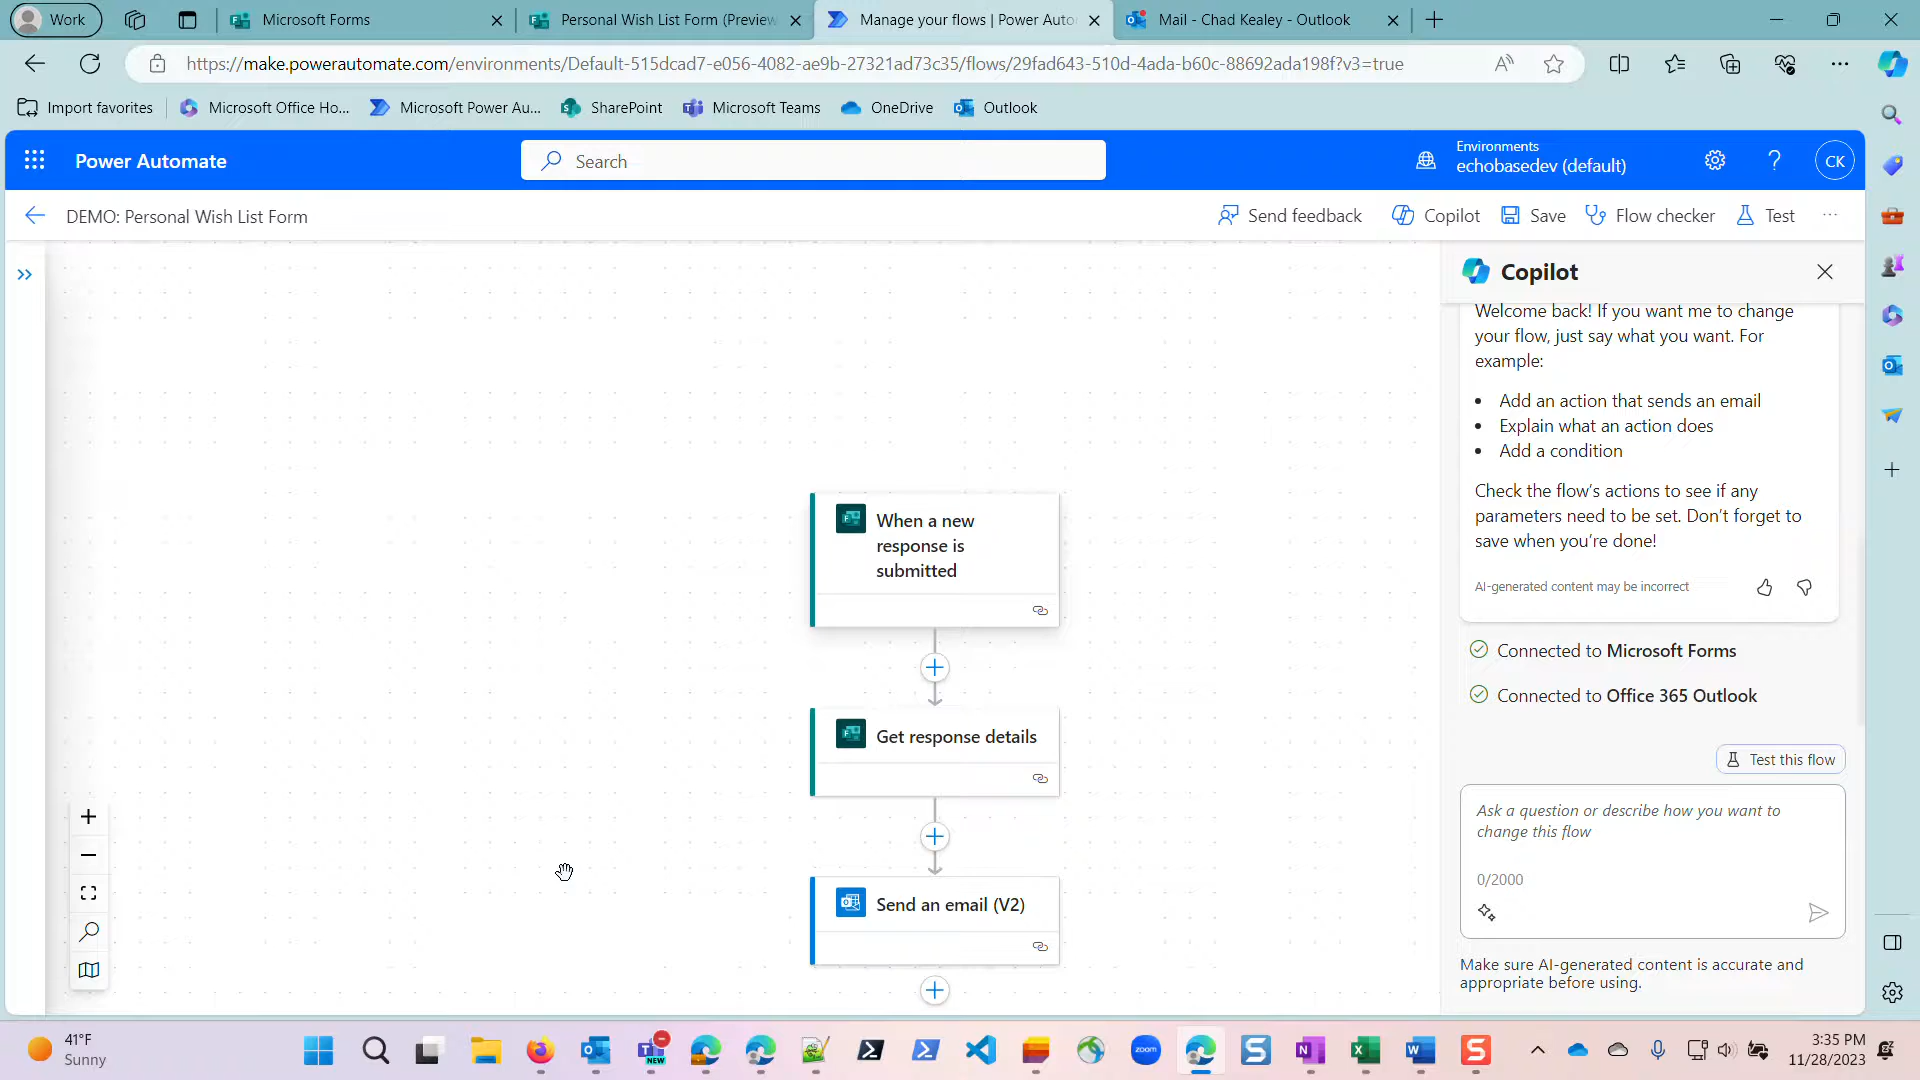 Work
Microsoft Forms
Personal Wish List Form (Preview
Manage your flows | Power Auto
Mail - Chad Kealey - Outlook
https://make.powerautomate.com/environments/Default-515dcad7-e056-4082-ae9b-27321ad73c35/flows/29fad643-510d-4ada-b60c-88692ada198f?v3=true
Import favorites
Microsoft Office Ho...
Microsoft Power Au...
SharePoint
Microsoft Teams
OneDrive
Outlook
Power Automate
Search
Environments
echobasedev (default)
CK
DEMO: Personal Wish List Form
Send feedback
Copilot
Save
Flow checker
Test
Copilot
Welcome back! If you want me to change
your flow, just say what you want. For
example:
• Add an action that sends an email
• Explain what an action does
• Add a condition
Check the flow's actions to see if any
parameters need to be set. Don't forget to
save when you're done!
AI-generated content may be incorrect
Connected to Microsoft Forms
Connected to Office 365 Outlook
Test this flow
Ask a question or describe how you want to
change this flow
0/2000
Make sure AI-generated content is accurate and
appropriate before using.
When a new
response is
submitted
Get response details
Send an email (V2)
41°F
Sunny
NEW
zoom
3:35 PM
11/28/2023